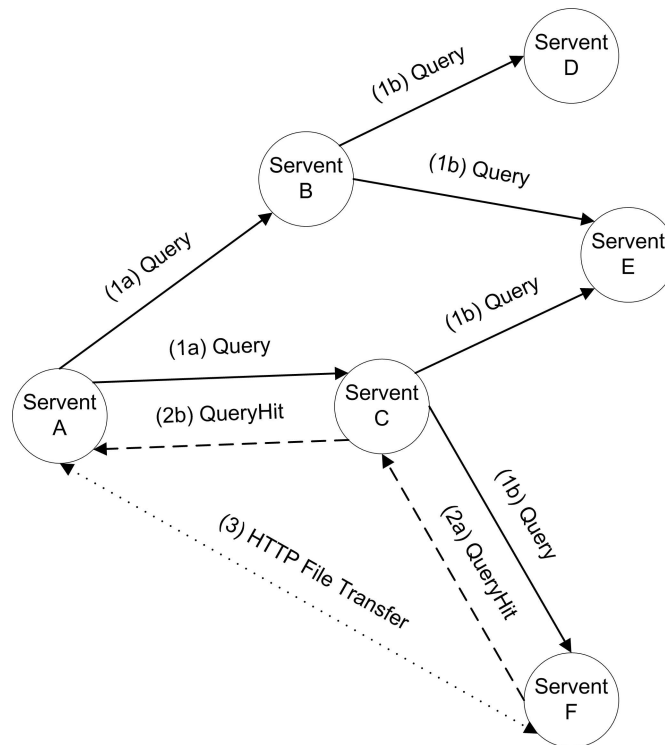 Servent
D
(1b) Query
Servent
B
(1b) Query
Servent
E
(1a) Query
(1b) Query
(1a) Query
Servent
A
Servent
C
(2b) QueryHit
(1b) Query
(2a) QueryHit
(3) HTTP File Transfer
Servent
F